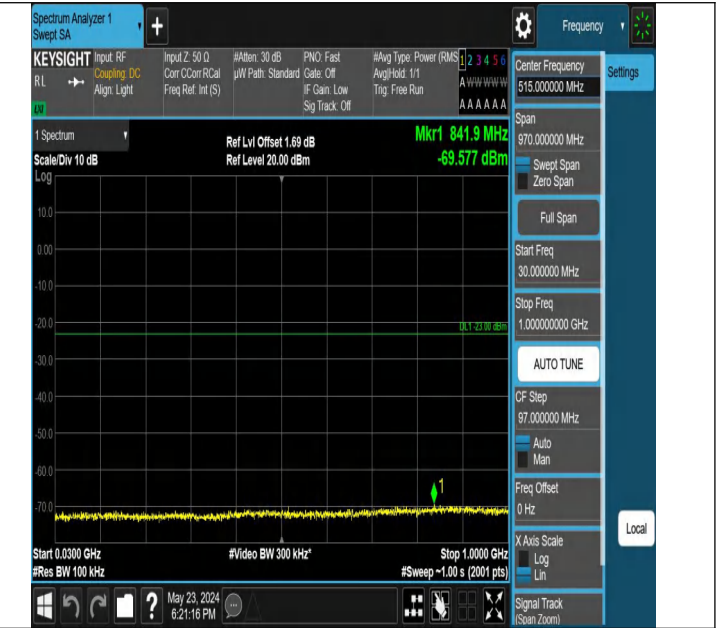 Spectrum Analyzer 1
Swept SA
+
Frequency
KEYSIGHT
RL
LXI
Input: RF
Coupling: DC
Align: Light
Input Z: 50 Ω
Corr CCorr RCal
Freq Ref: Int (S)
#Atten: 30 dB
µW Path: Standard
PNO: Fast
Gate: Off
IF Gain: Low
Sig Track: Off
#Avg Type: Power (RMS
Avg|Hold: 1/1
Trig: Free Run
1 2 3 4 5 6
A W W W W W
A A A A A A
1 Spectrum
Scale/Div 10 dB
Log
Ref Lvl Offset 1.69 dB
Ref Level 20.00 dBm
Mkr1 841.9 MHz
-69.577 dBm
10.0
0.00
-10.0
-20.0
DL1 -23.00 dBm
-30.0
-40.0
-50.0
-60.0
1
-70.0
Start 0.0300 GHz
#Res BW 100 kHz
#Video BW 300 kHz*
Stop 1.0000 GHz
#Sweep ~1.00 s (2001 pts)
?
May 23, 2024
6:21:16 PM
Center Frequency
515.000000 MHz
Settings
Span
970.000000 MHz
Swept Span
Zero Span
Full Span
Start Freq
30.000000 MHz
Stop Freq
1.000000000 GHz
AUTO TUNE
CF Step
97.000000 MHz
Auto
Man
Freq Offset
0 Hz
X Axis Scale
Log
Lin
Local
Signal Track
(Span Zoom)